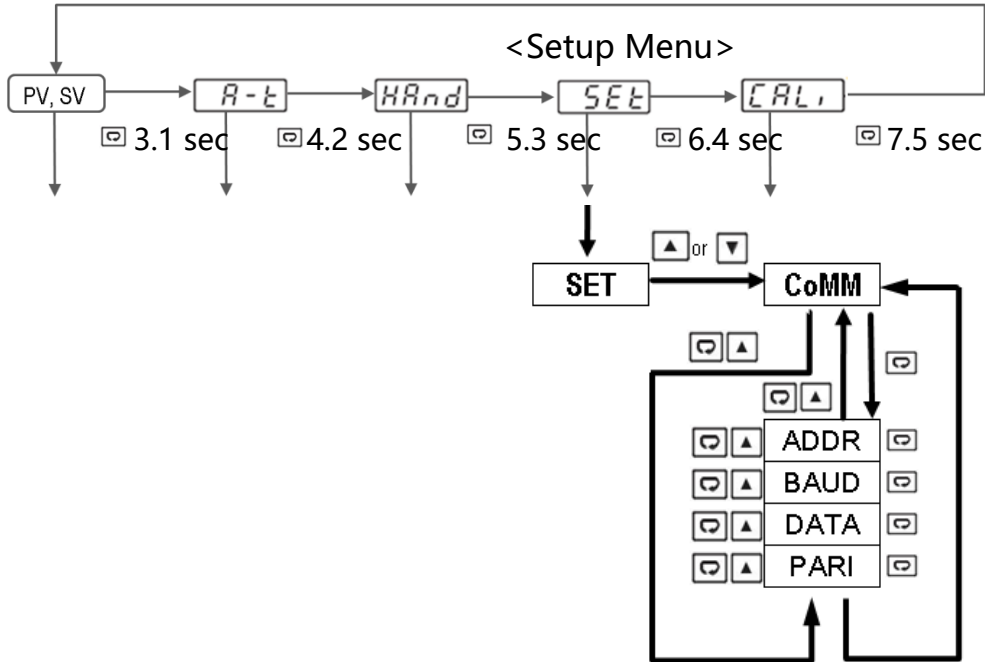 <Setup Menu>
PV, SV A-t HAnd SEt CALi
3.1 sec 4.2 sec 5.3 sec 6.4 sec 7.5 sec
or
SET CoMM
ADDR
BAUD
DATA
PARI